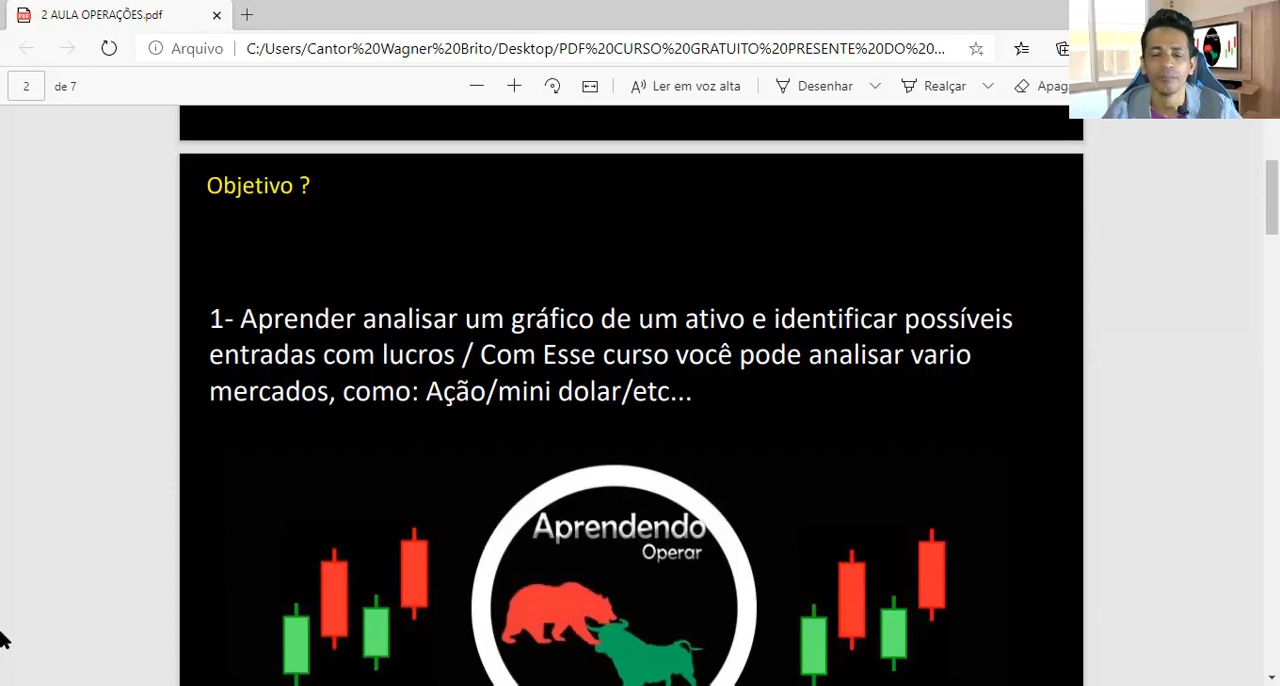 2 AULA OPERAÇÕES.pdf
Arquivo
C:/Users/Cantor%20Wagner%20Brito/Desktop/PDF%20CURSO%20GRATUITO%20PRESENTE%20DO%20...
2
de 7
Ler em voz alta
Desenhar
Realçar
Apag
Objetivo ?
1- Aprender analisar um gráfico de um ativo e identificar possíveis
entradas com lucros / Com Esse curso você pode analisar vario
mercados, como: Ação/mini dolar/etc...
Aprendendo
Operar